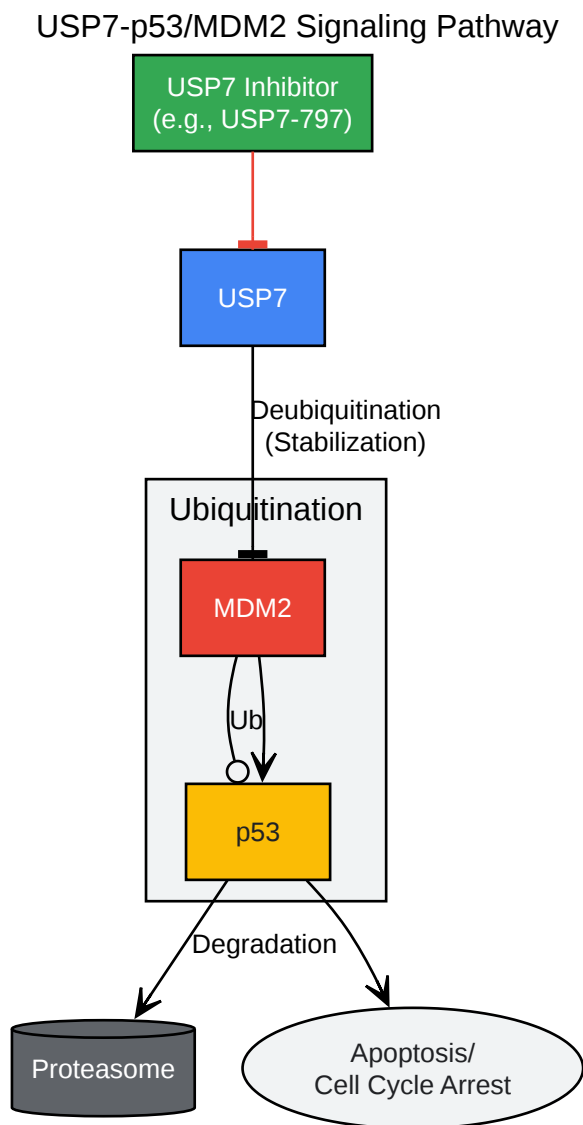 USP7-p53/MDM2 Signaling Pathway
USP7 Inhibitor
(e.g., USP7-797)
USP7
Deubiquitination
(Stabilization)
Ubiquitination
MDM2
Ub
p53
Degradation
Proteasome
Apoptosis/
Cell Cycle Arrest